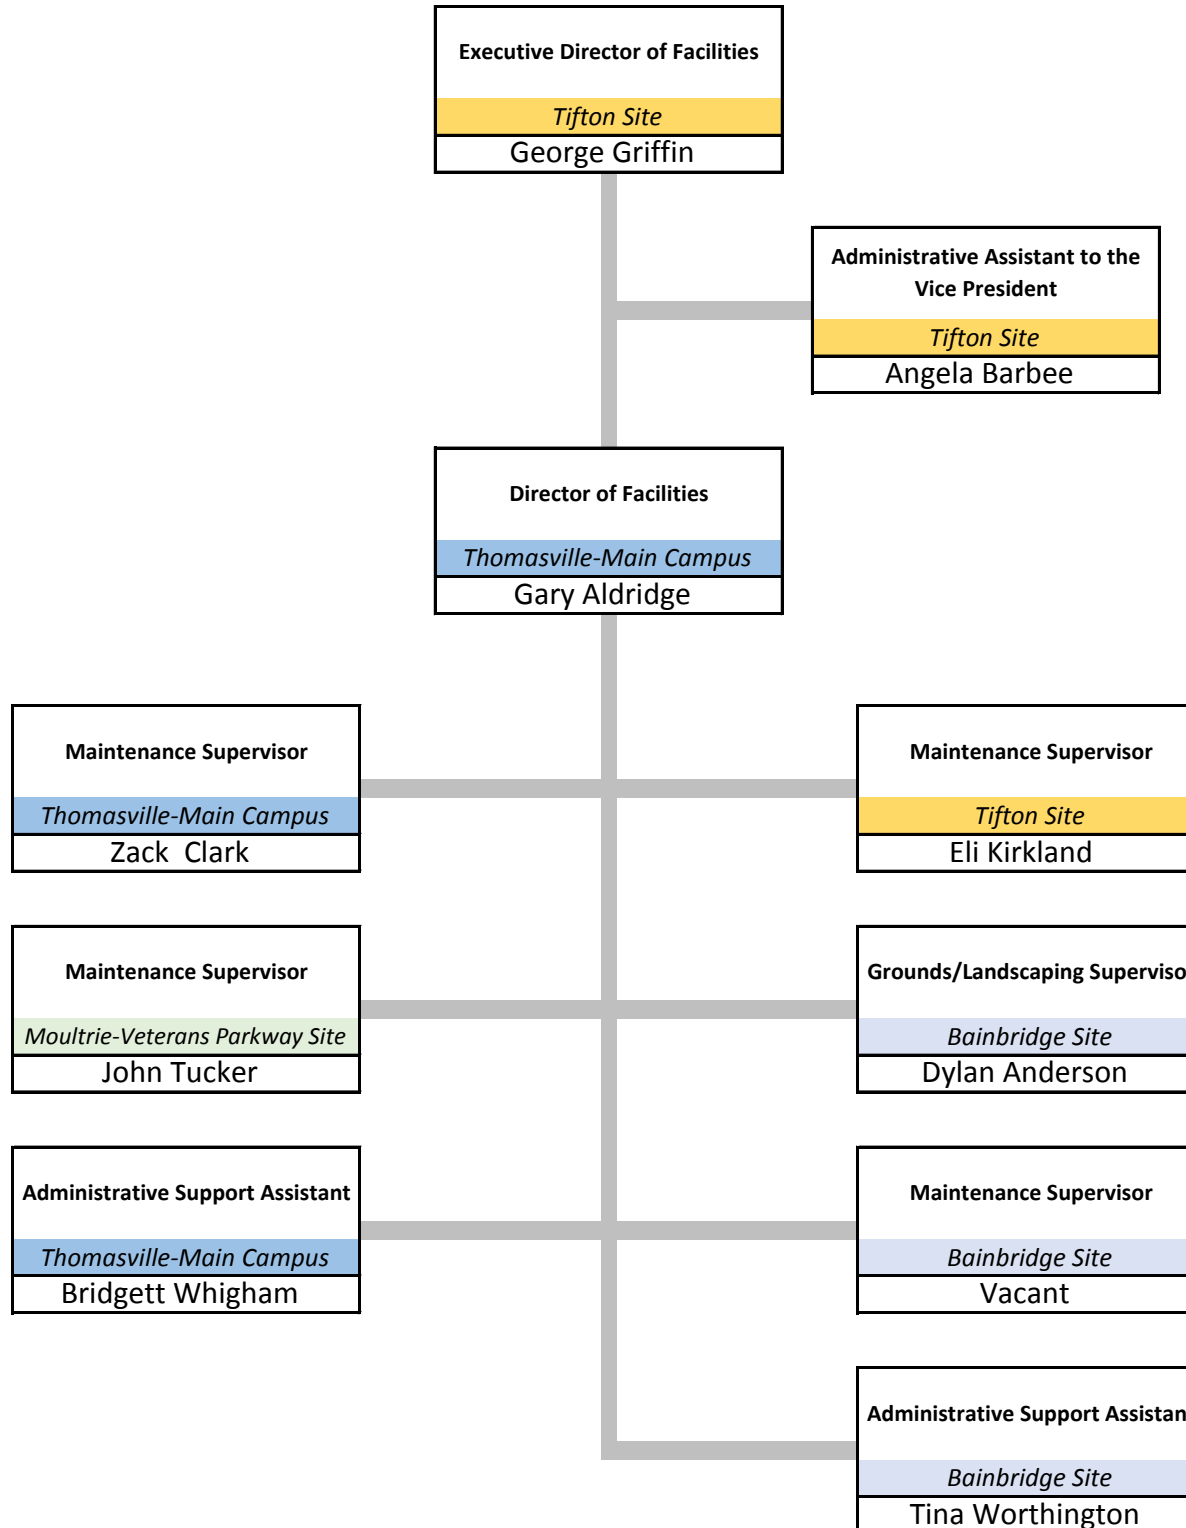 Executive Director of Facilities
Tifton Site
George Griffin
Administrative Assistant to the
Vice President
Tifton Site
Angela Barbee
Director of Facilities
Thomasville-Main Campus
Gary Aldridge
Maintenance Supervisor
Thomasville-Main Campus
Zack  Clark
Maintenance Supervisor
Tifton Site
Eli Kirkland
Maintenance Supervisor
Moultrie-Veterans Parkway Site
John Tucker
Grounds/Landscaping Superviso
Bainbridge Site
Dylan Anderson
Administrative Support Assistant
Thomasville-Main Campus
Bridgett Whigham
Maintenance Supervisor
Bainbridge Site
Vacant
Administrative Support Assistan
Bainbridge Site
Tina Worthington